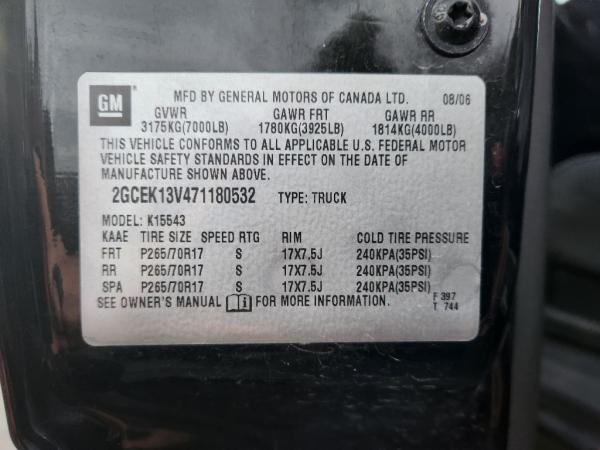 GM
MFD BY GENERAL MOTORS OF CANADA LTD. 08/06
GVWR GAWR FRT GAWR RR
3175KG(7000LB) 1780KG(3925LB) 1814KG(4000LB)
THIS VEHICLE CONFORMS TO ALL APPLICABLE U.S. FEDERAL MOTOR
VEHICLE SAFETY STANDARDS IN EFFECT ON THE DATE OF
MANUFACTURE SHOWN ABOVE.
2GCEK13V471180532 TYPE: TRUCK
MODEL: K15543
KAAE TIRE SIZE SPEED RTG RIM COLD TIRE PRESSURE
FRT P265/70R17 S 17X7.5J 240KPA(35PSI)
RR P265/70R17 S 17X7.5J 240KPA(35PSI)
SPA P265/70R17 S 17X7.5J 240KPA(35PSI)
SEE OWNER'S MANUAL FOR MORE INFORMATION. F 397
T 744